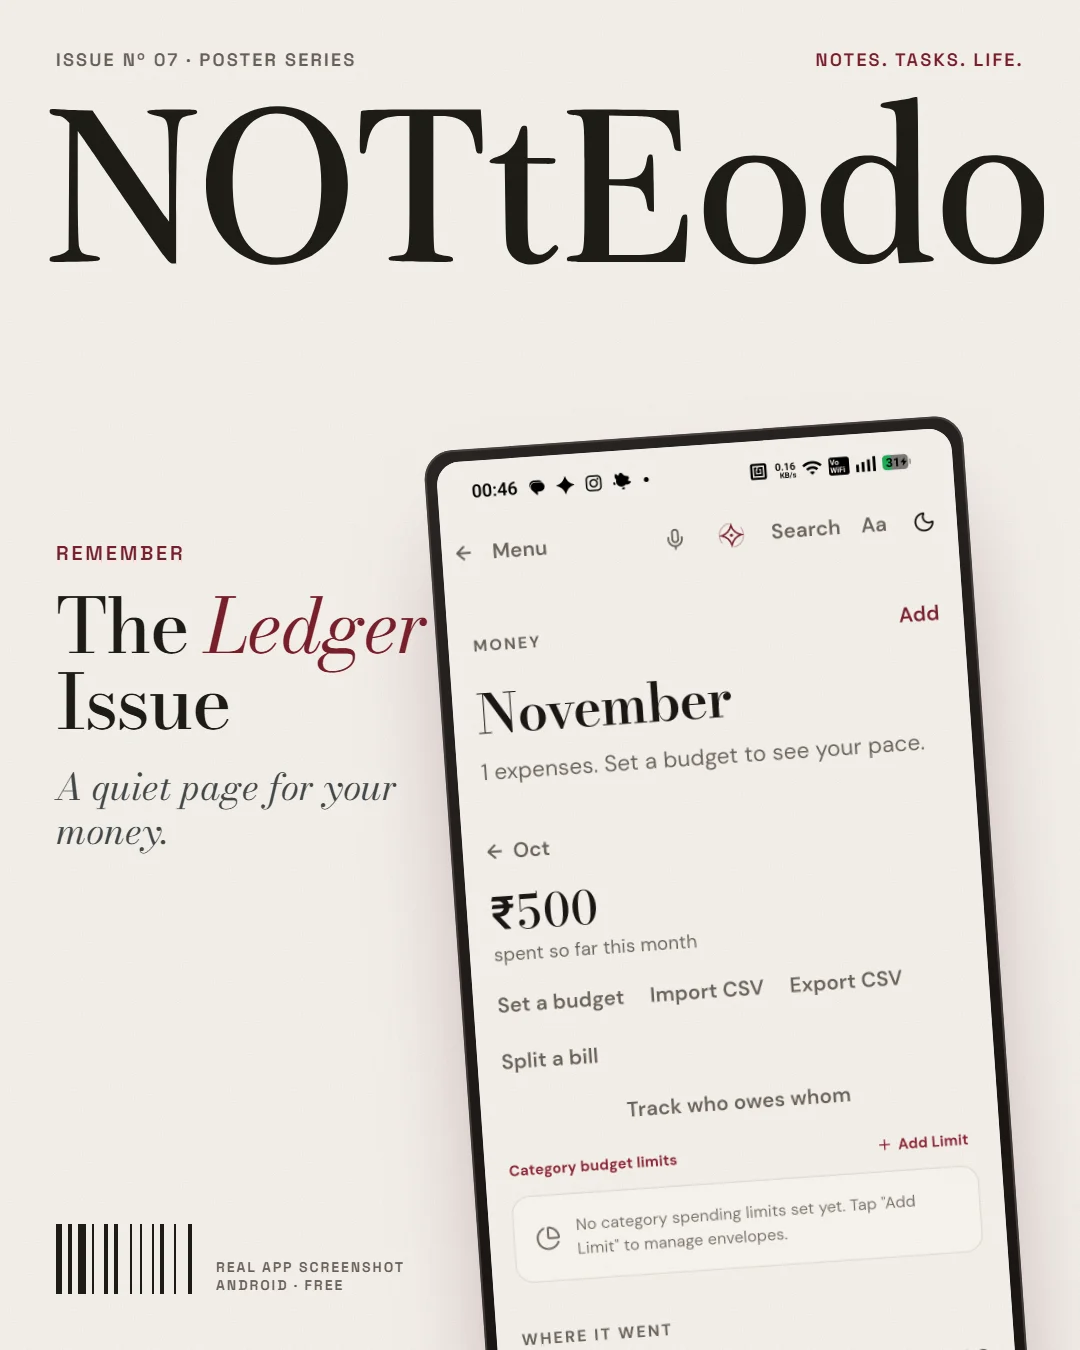 ISSUE Nº 07 · POSTER SERIES
NOTES. TASKS. LIFE.
NOTtEodo
REMEMBER
The Ledger
Issue
A quiet page for your
money.
REAL APP SCREENSHOT
ANDROID · FREE
00:46
0.16
KB/s
Vo
WiFi
31
Menu
Search
Aa
Add
MONEY
November
1 expenses. Set a budget to see your pace.
← Oct
₹500
spent so far this month
Set a budget
Import CSV
Export CSV
Split a bill
Track who owes whom
Category budget limits
+ Add Limit
No category spending limits set yet. Tap "Add
Limit" to manage envelopes.
WHERE IT WENT